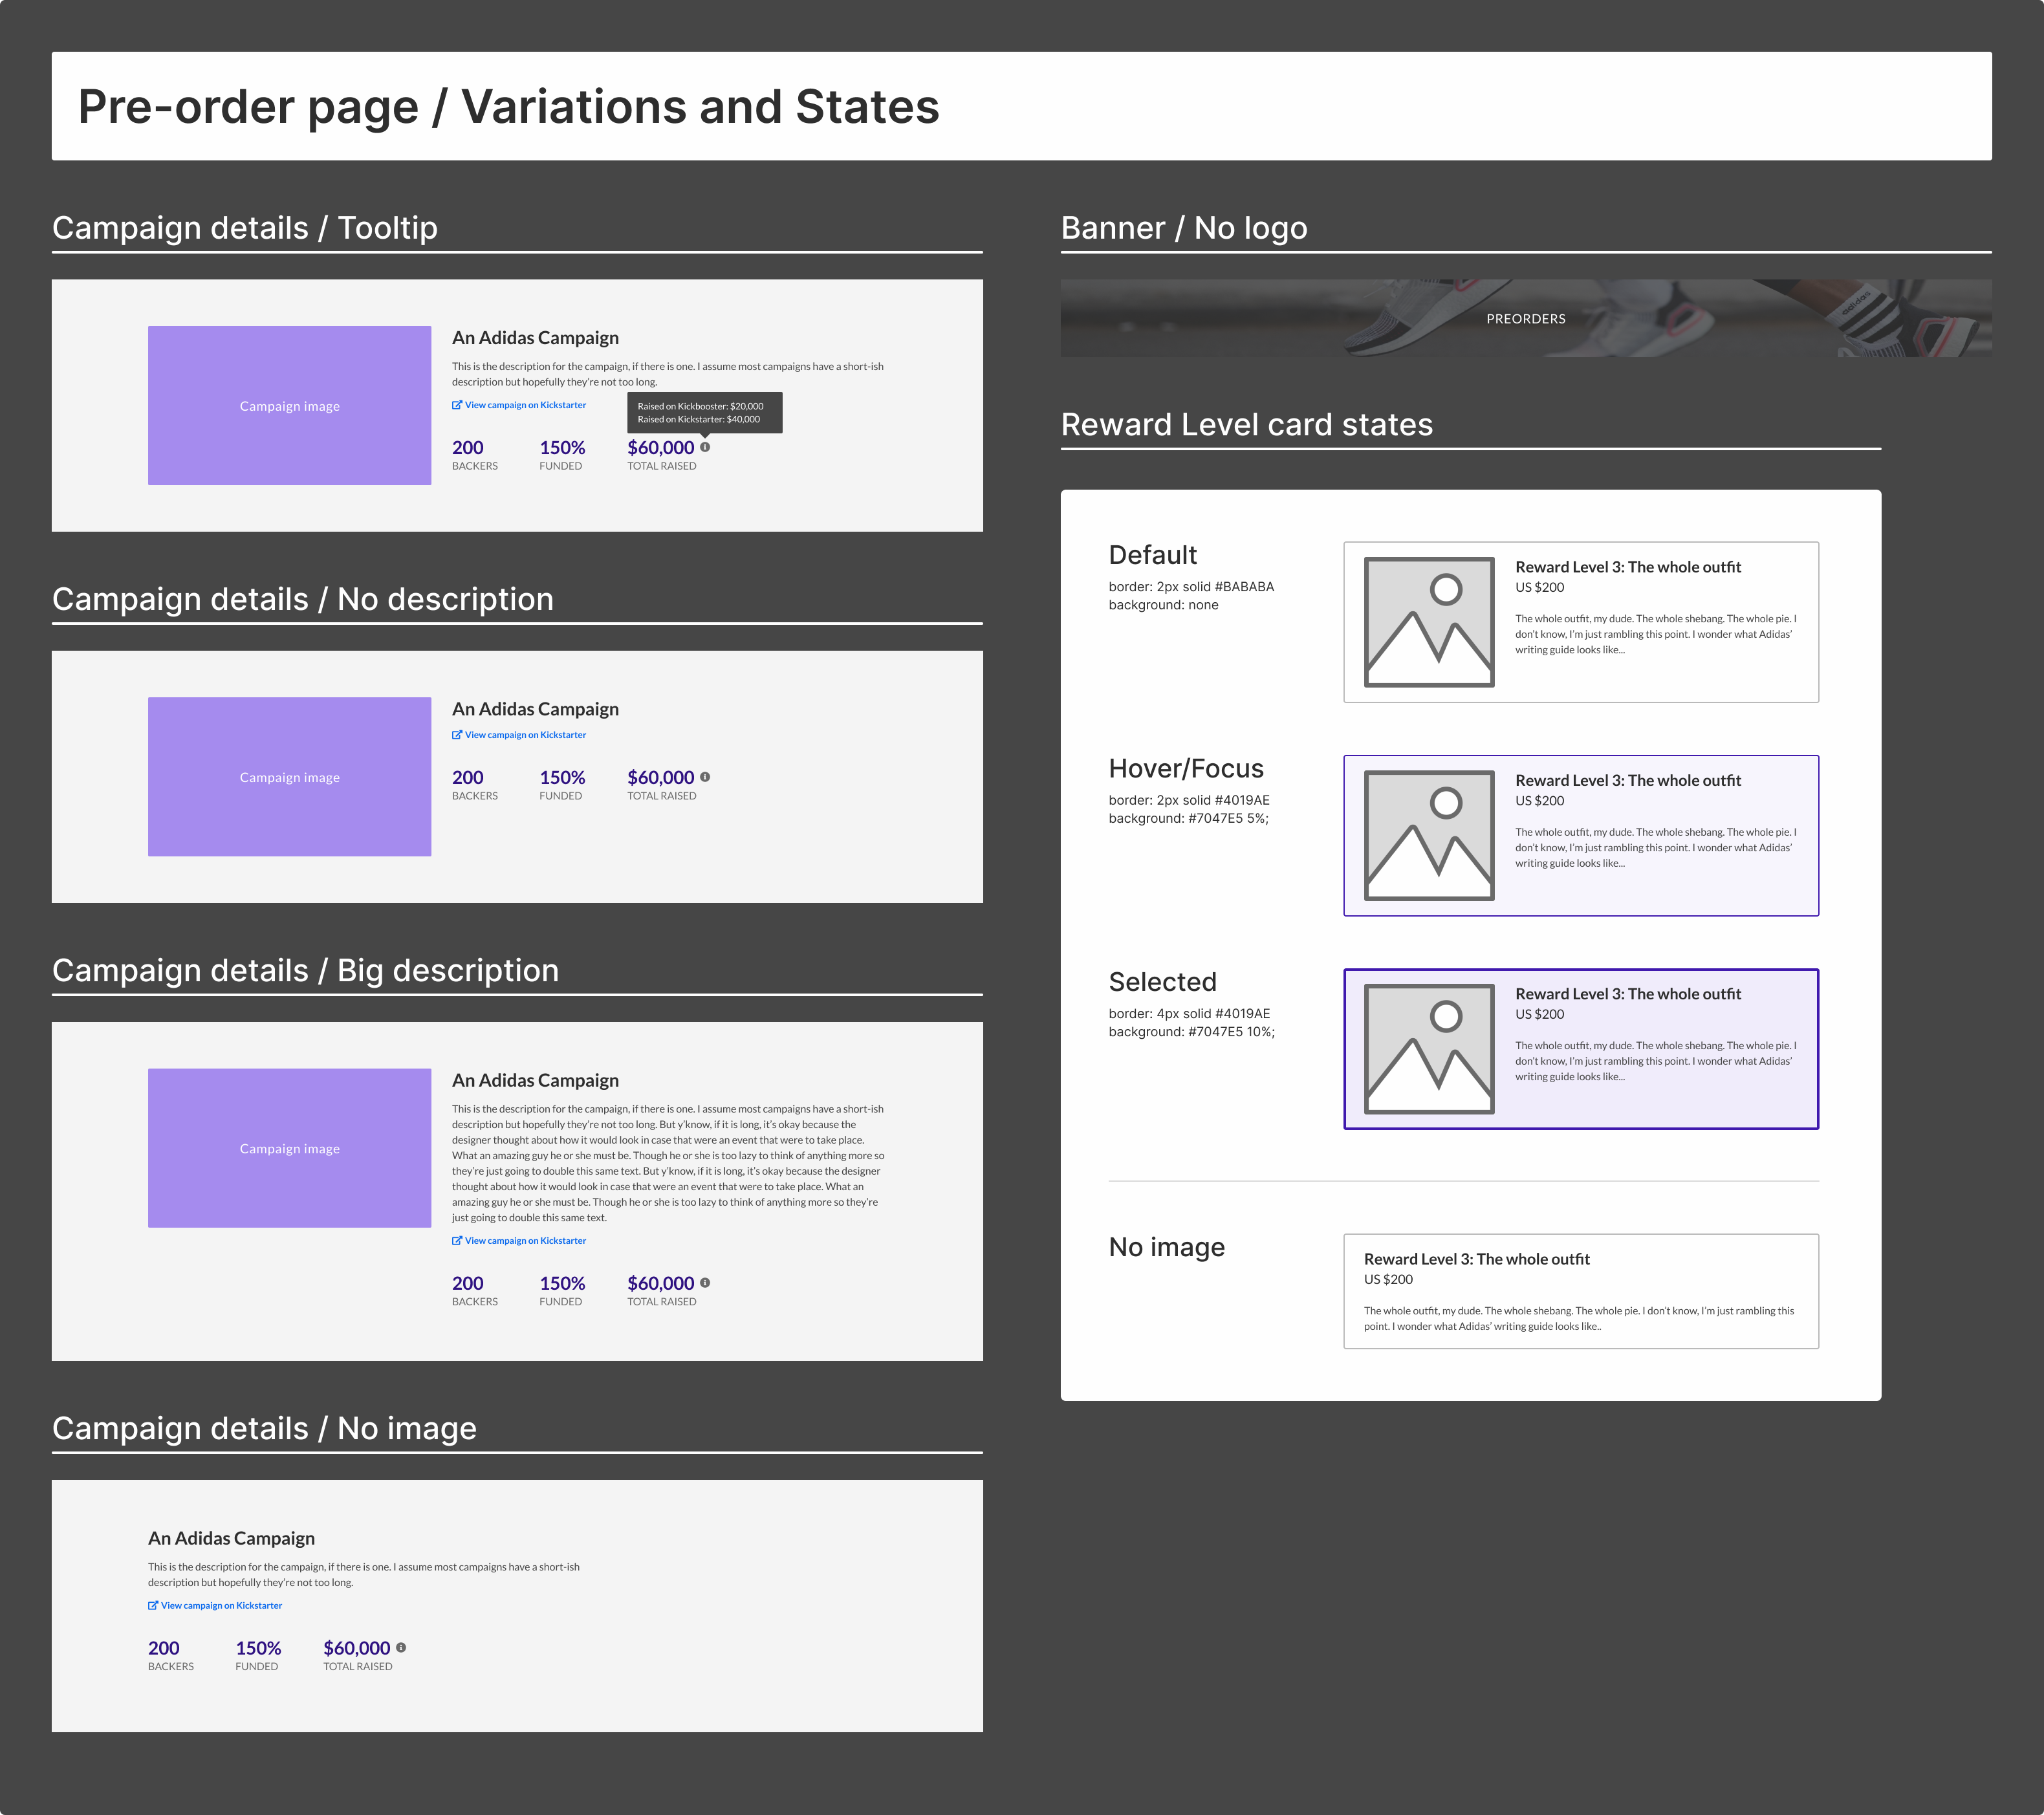 Pre-order page / Variations and States
Campaign details / Tooltip
Campaign image
An Adidas Campaign
This is the description for the campaign, if there is one. I assume most campaigns have a short-ish
description but hopefully they’re not too long.
View campaign on Kickstarter
Raised on Kickbooster: $20,000
Raised on Kickstarter: $40,000
200
BACKERS
150%
FUNDED
$60,000
TOTAL RAISED
Campaign details / No description
Campaign image
An Adidas Campaign
View campaign on Kickstarter
200
BACKERS
150%
FUNDED
$60,000
TOTAL RAISED
Campaign details / Big description
Campaign image
An Adidas Campaign
This is the description for the campaign, if there is one. I assume most campaigns have a short-ish
description but hopefully they’re not too long. But y’know, if it is long, it’s okay because the
designer thought about how it would look in case that were an event that were to take place.
What an amazing guy he or she must be. Though he or she is too lazy to think of anything more so
they’re just going to double this same text. But y’know, if it is long, it’s okay because the designer
thought about how it would look in case that were an event that were to take place. What an
amazing guy he or she must be. Though he or she is too lazy to think of anything more so they’re
just going to double this same text.
View campaign on Kickstarter
200
BACKERS
150%
FUNDED
$60,000
TOTAL RAISED
Campaign details / No image
An Adidas Campaign
This is the description for the campaign, if there is one. I assume most campaigns have a short-ish
description but hopefully they’re not too long.
View campaign on Kickstarter
200
BACKERS
150%
FUNDED
$60,000
TOTAL RAISED
Banner / No logo
PREORDERS
adidas
Reward Level card states
Default
border: 2px solid #BABABA
background: none
Reward Level 3: The whole outfit
US $200
The whole outfit, my dude. The whole shebang. The whole pie. I
don’t know, I’m just rambling this point. I wonder what Adidas’
writing guide looks like...
Hover/Focus
border: 2px solid #4019AE
background: #7047E5 5%;
Reward Level 3: The whole outfit
US $200
The whole outfit, my dude. The whole shebang. The whole pie. I
don’t know, I’m just rambling this point. I wonder what Adidas’
writing guide looks like...
Selected
border: 4px solid #4019AE
background: #7047E5 10%;
Reward Level 3: The whole outfit
US $200
The whole outfit, my dude. The whole shebang. The whole pie. I
don’t know, I’m just rambling this point. I wonder what Adidas’
writing guide looks like...
No image
Reward Level 3: The whole outfit
US $200
The whole outfit, my dude. The whole shebang. The whole pie. I don’t know, I’m just rambling this
point. I wonder what Adidas’ writing guide looks like..